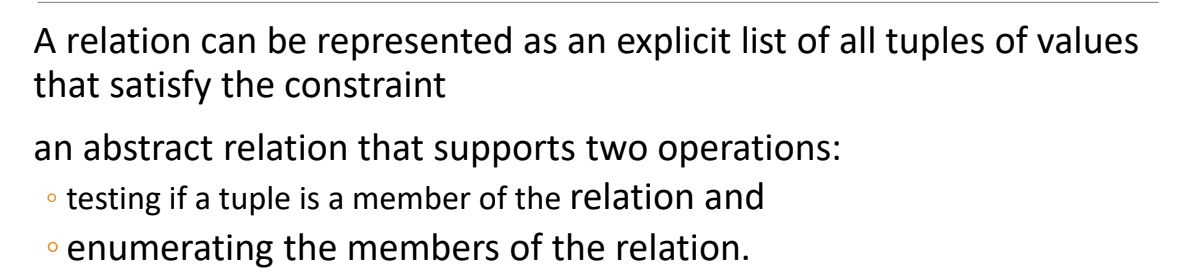 A relation can be represented as an explicit list of all tuples of values
that satisfy the constraint
an abstract relation that supports two operations:
◦ testing if a tuple is a member of the relation and
◦ enumerating the members of the relation.